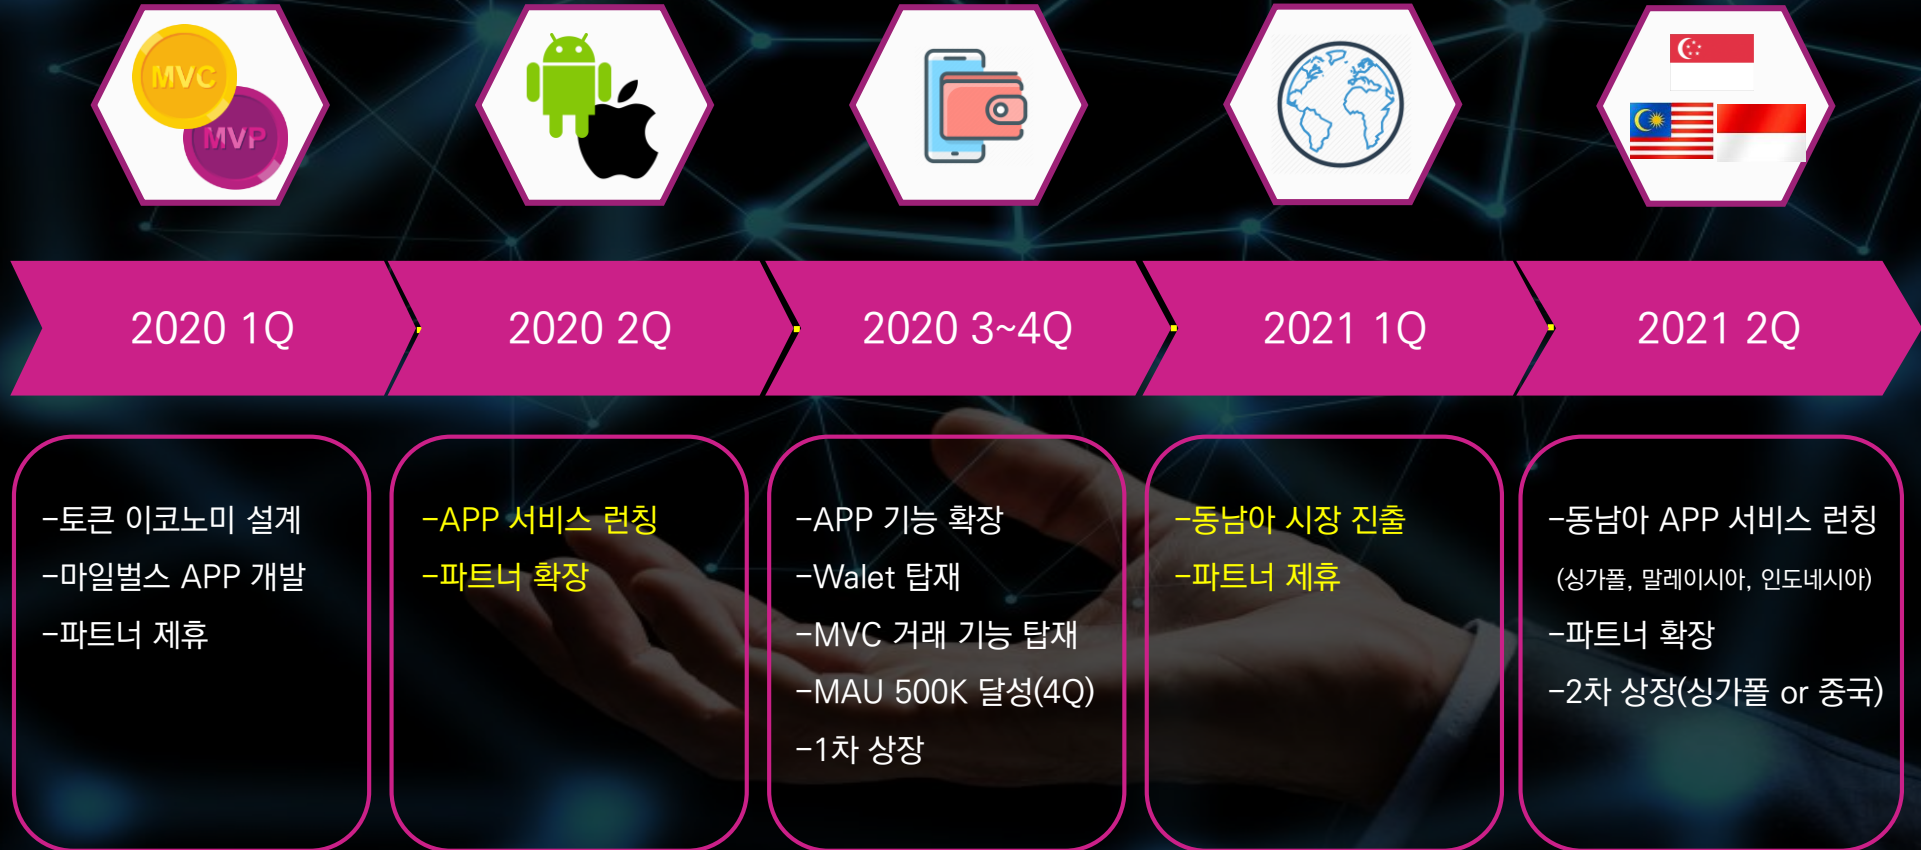 MVC
MVP
2020 1Q
2020 2Q
2020 3~4Q
2021 1Q
2021 2Q
-토큰 이코노미 설계
-마일벌스 APP 개발
-파트너 제휴
-APP 서비스 런칭
-파트너 확장
-APP 기능 확장
-Walet 탑재
-MVC 거래 기능 탑재
-MAU 500K 달성(4Q)
-1차 상장
-동남아 시장 진출
-파트너 제휴
-동남아 APP 서비스 런칭
(싱가폴, 말레이시아, 인도네시아)
-파트너 확장
-2차 상장(싱가폴 or 중국)